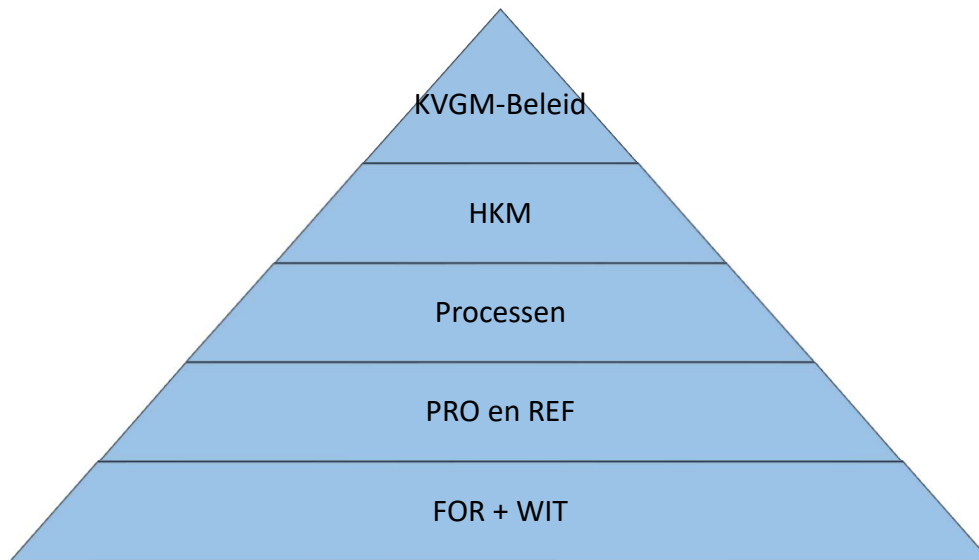 KVGM-Beleid
HKM
Processen
PRO en REF
FOR + WIT